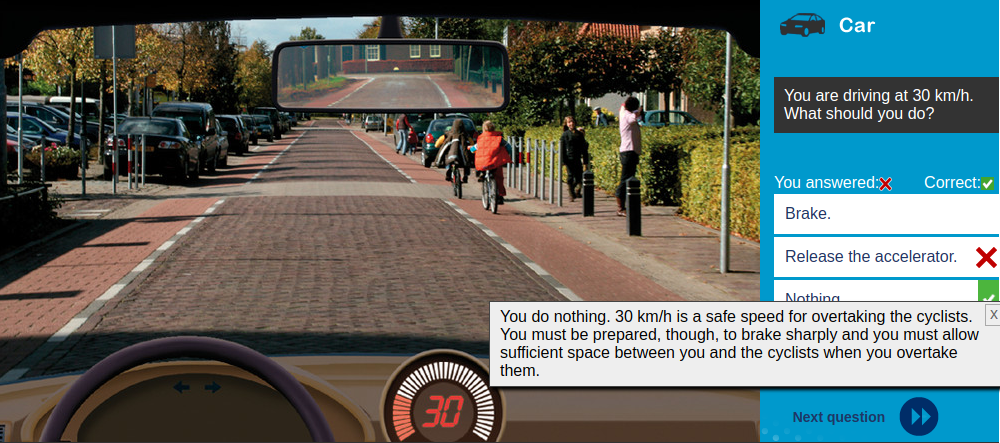 Car
You are driving at 30 km/h.
What should you do?
You answered:
Correct:
Brake.
Release the accelerator.
Nothing
You do nothing. 30 km/h is a safe speed for overtaking the cyclists.
You must be prepared, though, to brake sharply and you must allow
sufficient space between you and the cyclists when you overtake
them.
X
30
Next question